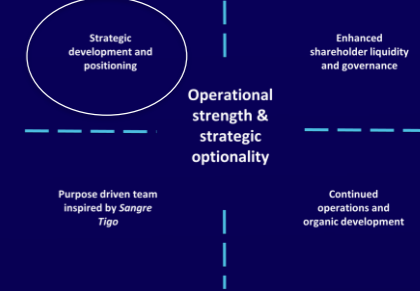 Strategic
development and
positioning
Enhanced
shareholder liquidity
and governance
Operational
strength &
strategic
optionality
Purpose driven team
inspired by Sangre
Tigo
Continued
operations and
organic development